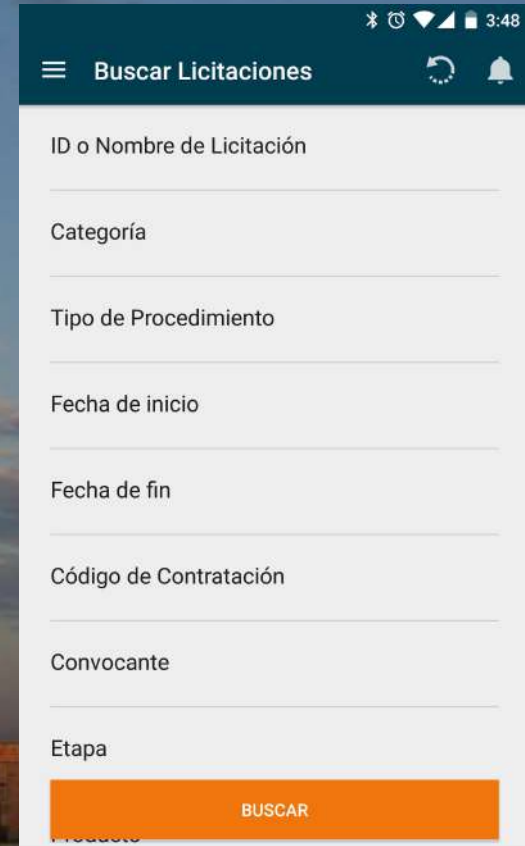 3:48
Buscar Licitaciones
ID o Nombre de Licitación
Categoría
Tipo de Procedimiento
Fecha de inicio
Fecha de fin
Código de Contratación
Convocante
Etapa
BUSCAR